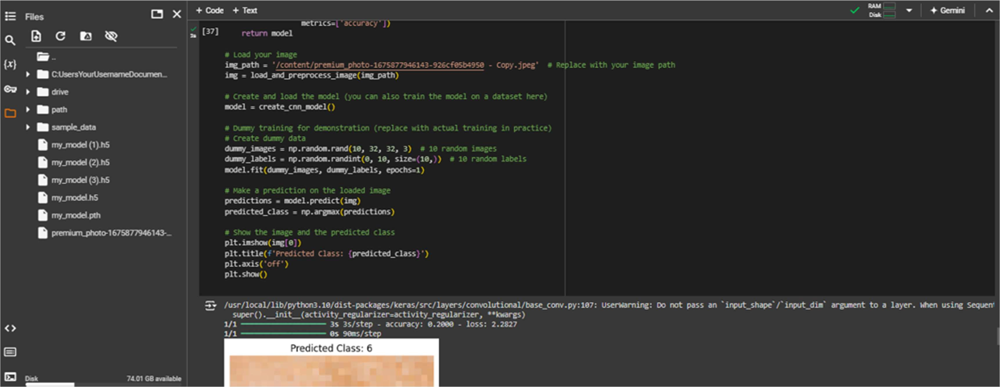 Files
..
C:UsersYourUsernameDocumen...
drive
path
sample_data
my_model (1).h5
my_model (2).h5
my_model (3).h5
my_model.h5
my_model.pth
premium_photo-1675877946143-...
Disk 74.01 GB available
+ Code + Text
RAM
Disk
Gemini
{x}
[37]
metrics=['accuracy'])
return model
# Load your image
img_path = '/content/premium_photo-1675877946143-926cf05b4950 - Copy.jpeg' # Replace with your image path
img = load_and_preprocess_image(img_path)
# Create and load the model (you can also train the model on a dataset here)
model = create_cnn_model()
# Dummy training for demonstration (replace with actual training in practice)
# Create dummy data
dummy_images = np.random.rand(10, 32, 32, 3) # 10 random images
dummy_labels = np.random.randint(0, 10, size=(10,)) # 10 random labels
model.fit(dummy_images, dummy_labels, epochs=1)
# Make a prediction on the loaded image
predictions = model.predict(img)
predicted_class = np.argmax(predictions)
# Show the image and the predicted class
plt.imshow(img[0])
plt.title(f'Predicted Class: {predicted_class}')
plt.axis('off')
plt.show()
/usr/local/lib/python3.10/dist-packages/keras/src/layers/convolutional/base_conv.py:107: UserWarning: Do not pass an `input_shape`/`input_dim` argument to a layer. When using
super().__init__(activity_regularizer=activity_regularizer, **kwargs)
1/1 3s 3s/step - accuracy: 0.2000 - loss: 2.2827
1/1 0s 90ms/step
Predicted Class: 6